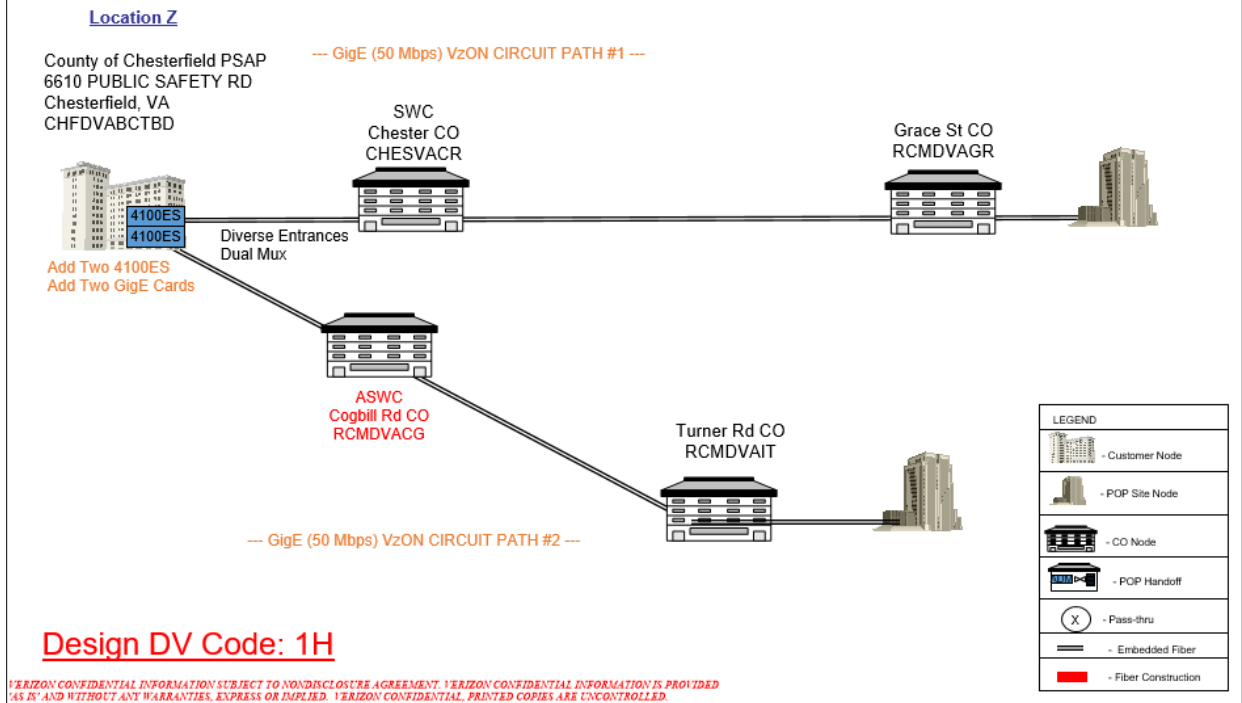 Location Z
County of Chesterfield PSAP
6610 PUBLIC SAFETY RD
Chesterfield, VA
CHFDVABCTBD
--- GigE (50 Mbps) VzON CIRCUIT PATH #1 ---
SWC
Chester CO
CHESVACR
Grace St CO
RCMDVAGR
4100ES
4100ES
Diverse Entrances
Dual Mux
Add Two 4100ES
Add Two GigE Cards
ASWC
Cogbill Rd CO
RCMDVACG
Turner Rd CO
RCMDVAIT
--- GigE (50 Mbps) VzON CIRCUIT PATH #2 ---
LEGEND
- Customer Node
- POP Site Node
- CO Node
- POP Handoff
X
- Pass-thru
- Embedded Fiber
- Fiber Construction
Design DV Code: 1H
VERIZON CONFIDENTIAL INFORMATION SUBJECT TO NONDISCLOSURE AGREEMENT. VERIZON CONFIDENTIAL INFORMATION IS PROVIDED
'AS IS' AND WITHOUT ANY WARRANTIES, EXPRESS OR IMPLIED. VERIZON CONFIDENTIAL, PRINTED COPIES ARE UNCONTROLLED.